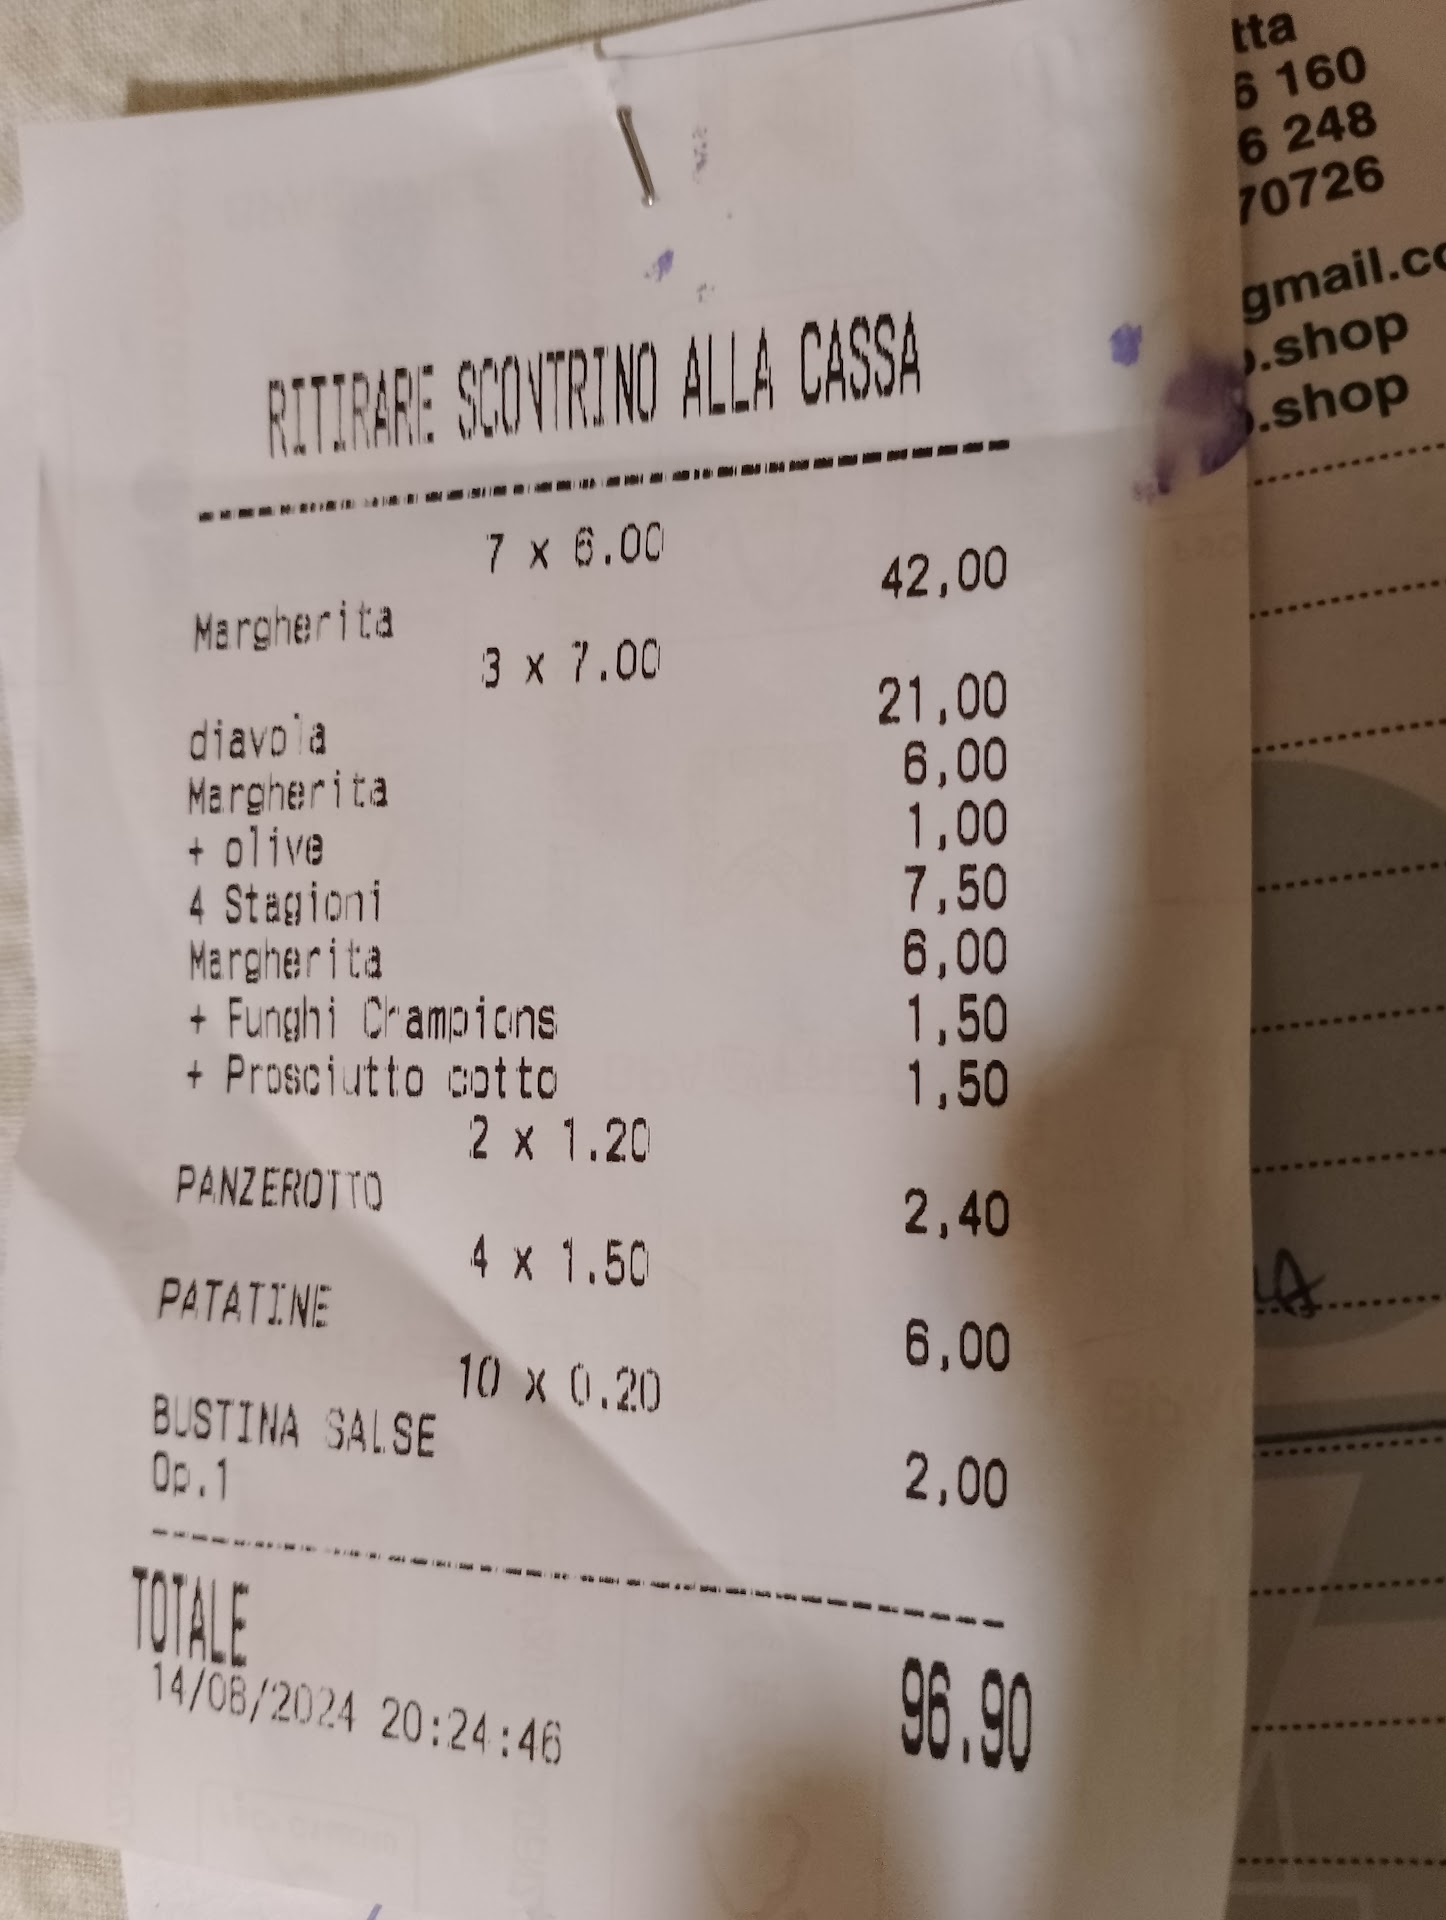 RITIRARE SCONTRINO ALLA CASSA
7 x 6.00
Margherita 42,00
3 x 7.00
diavola 21,00
Margherita 6,00
+ olive 1,00
4 Stagioni 7,50
Margherita 6,00
+ Funghi Champions 1,50
+ Prosciutto cotto 1,50
2 x 1.20
PANZEROTTO 2,40
4 x 1.50
PATATINE 6,00
10 x 0.20
BUSTINA SALSE 2,00
Op.1
TOTALE 96.90
14/08/2024 20:24:46
tta
6 160
6 248
70726
gmail.co
.shop
.shop